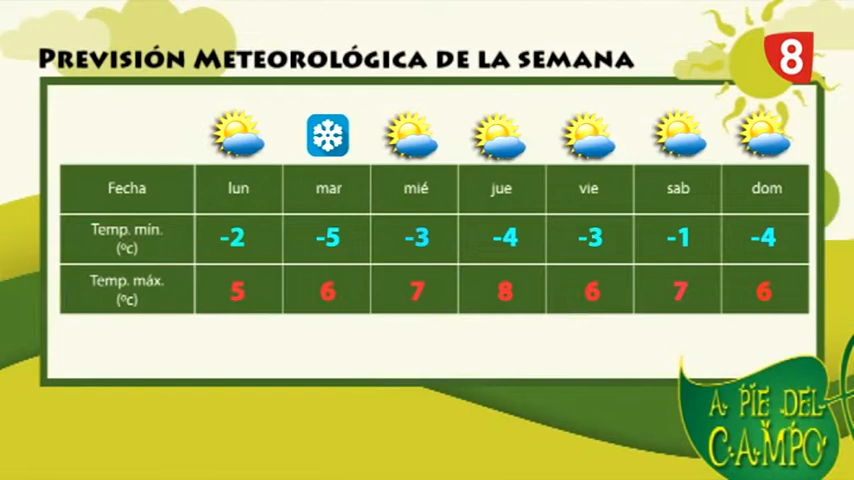 PREVISIÓN METEOROLÓGICA DE LA SEMANA
8
Fecha lun mar mié jue vie sab dom
Temp. mín. (ºc) -2 -5 -3 -4 -3 -1 -4
Temp. máx. (ºc) 5 6 7 8 6 7 6
A PIE DEL
CAMPO